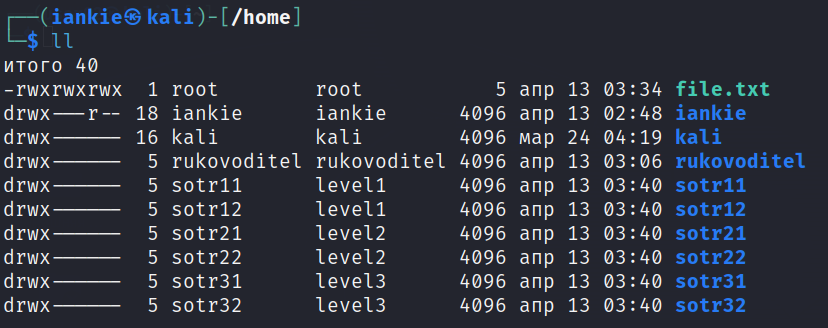 ┌──(iankie㉿kali)-[/home]
└─$ ll
итого 40
-rwxrwxrwx  1 root        root           5 апр 13 03:34 file.txt
drwx---r-- 18 iankie      iankie      4096 апр 13 02:48 iankie
drwx------ 16 kali        kali        4096 мар 24 04:19 kali
drwx------  5 rukovoditel rukovoditel 4096 апр 13 03:06 rukovoditel
drwx------  5 sotr11      level1      4096 апр 13 03:40 sotr11
drwx------  5 sotr12      level1      4096 апр 13 03:40 sotr12
drwx------  5 sotr21      level2      4096 апр 13 03:40 sotr21
drwx------  5 sotr22      level2      4096 апр 13 03:40 sotr22
drwx------  5 sotr31      level3      4096 апр 13 03:40 sotr31
drwx------  5 sotr32      level3      4096 апр 13 03:40 sotr32